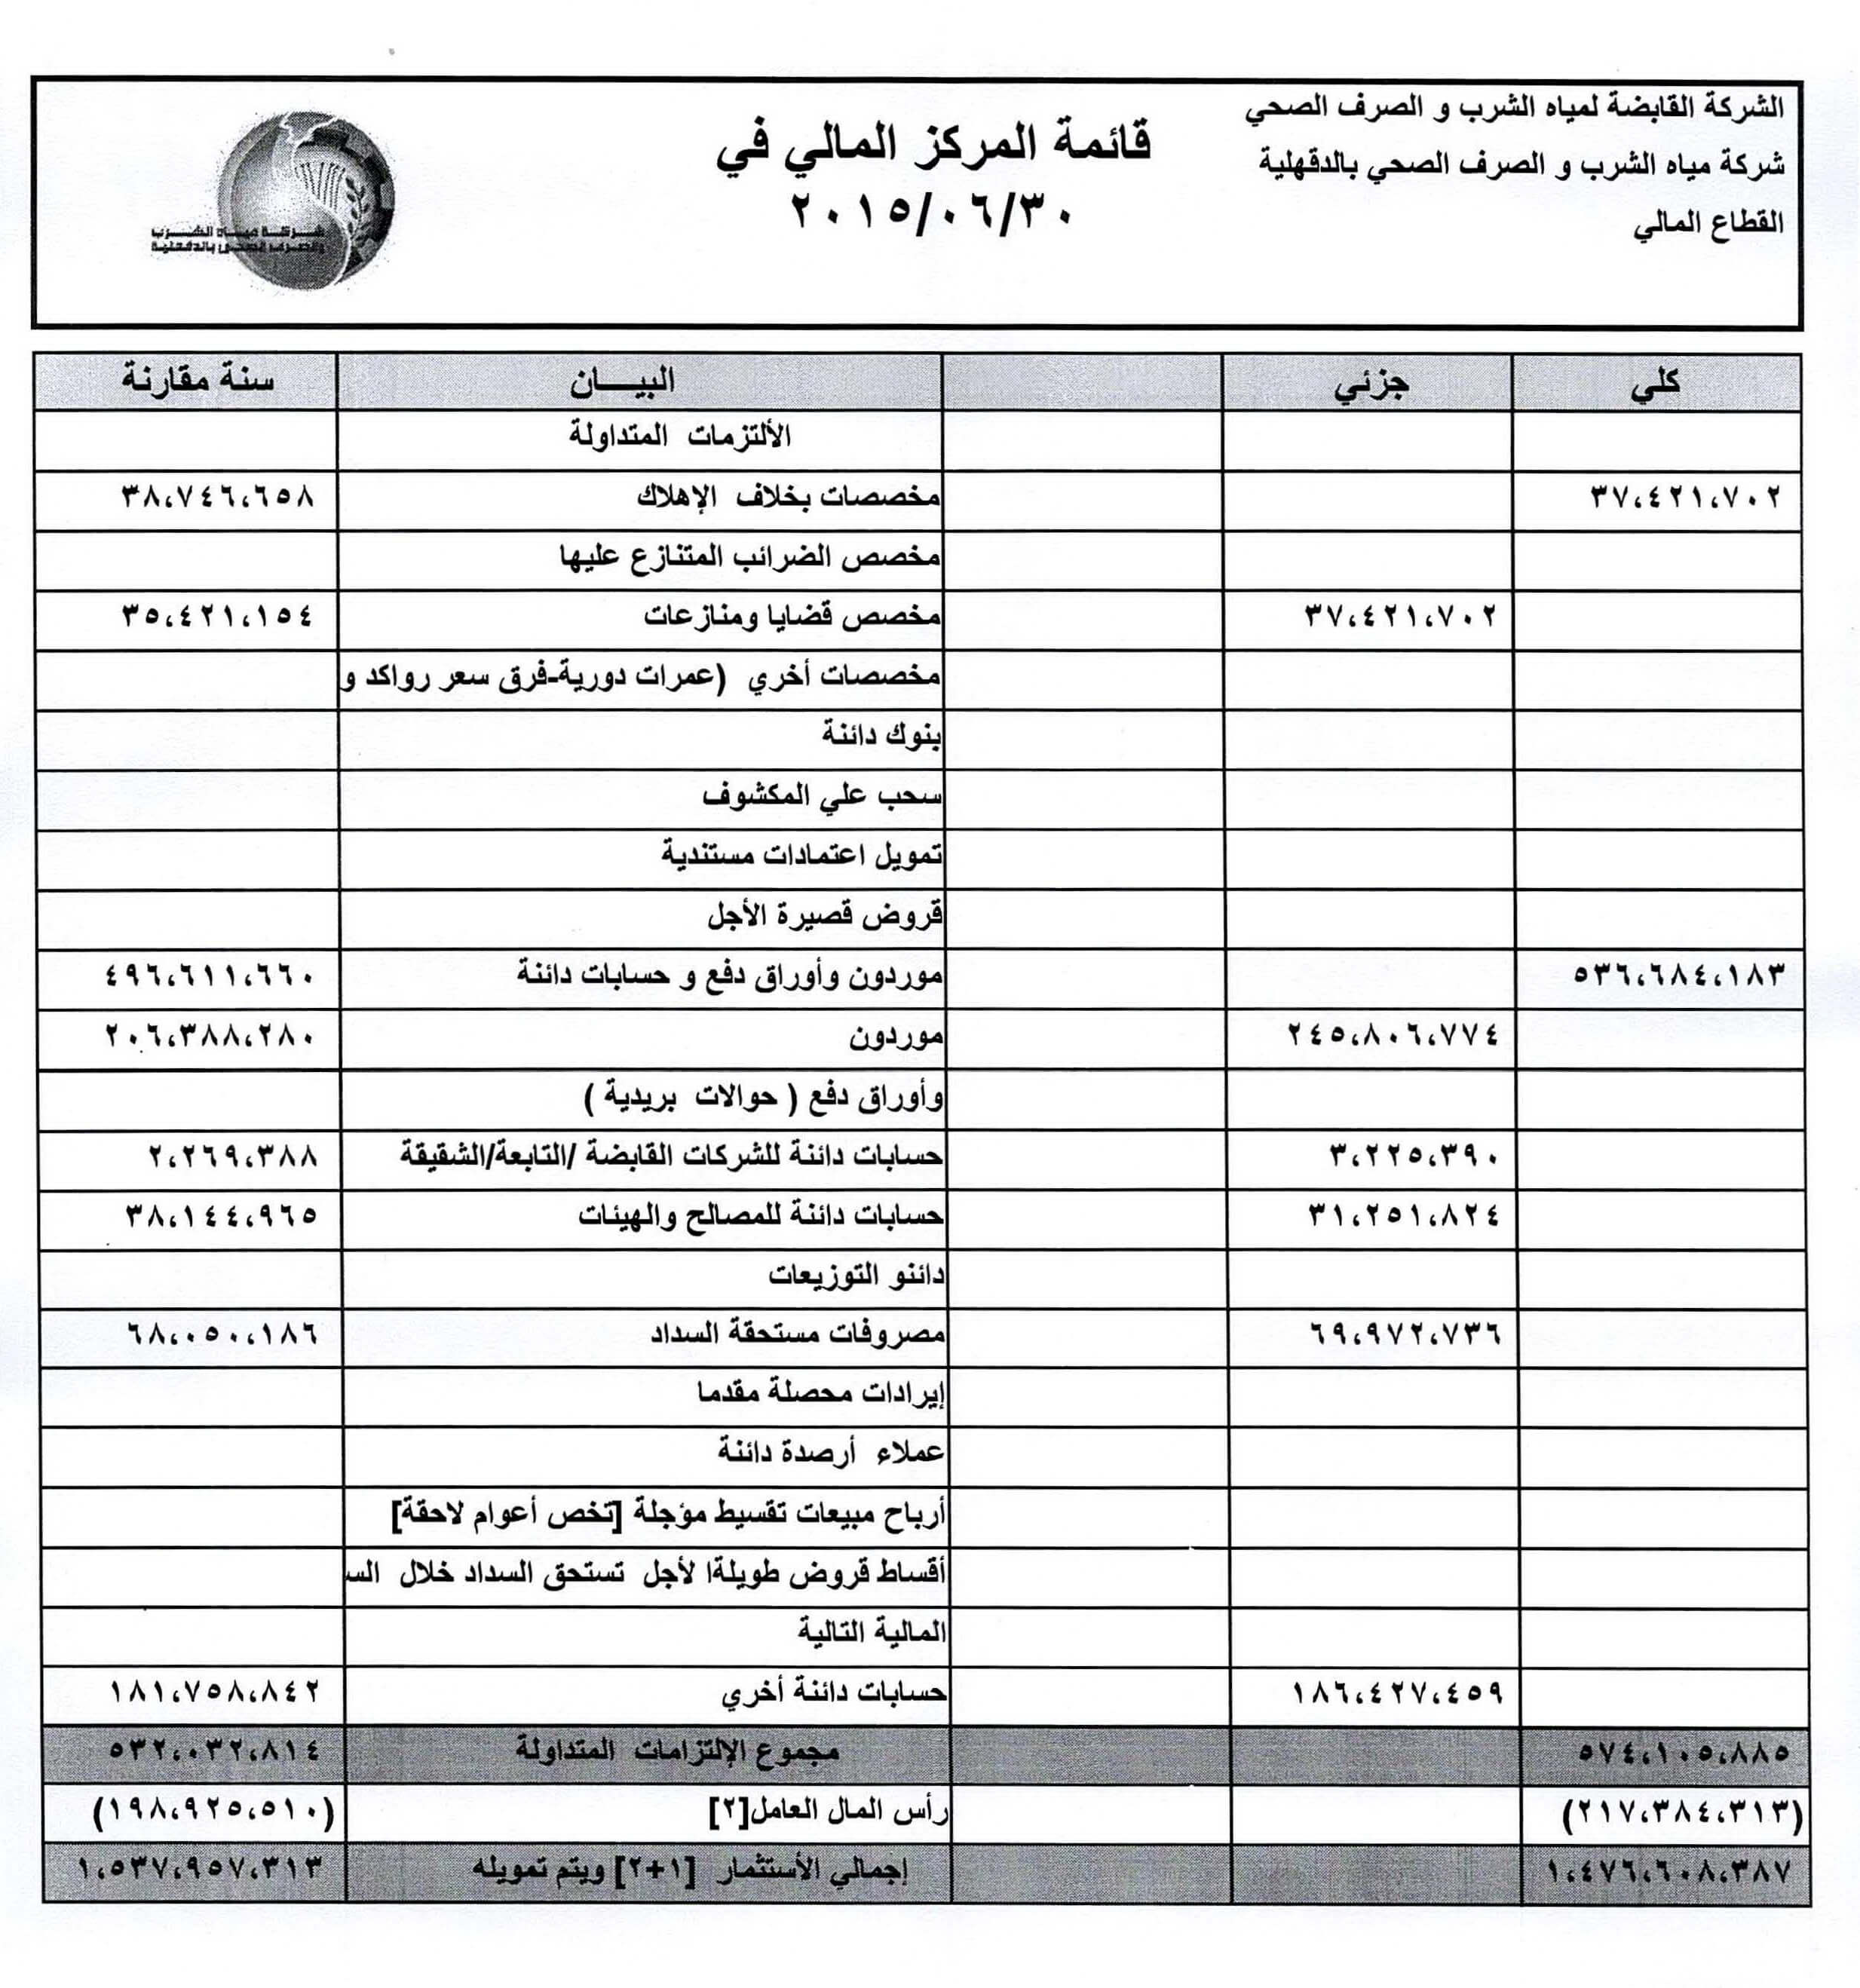 الشركة القابضة لمياه الشرب و الصرف الصحي
شركة مياه الشرب و الصرف الصحي بالدقهلية
القطاع المالي
قائمة المركز المالي في
٢٠١٥/٠٦/٣٠
شركة مياه الشرب
والصرف الصحى بالدقهلية
كلي جزئي البيـــان سنة مقارنة
الألتزمات المتداولة
٣٧،٤٢١،٧٠٢ مخصصات بخلاف الإهلاك ٣٨،٧٤٦،٦٥٨
مخصص الضرائب المتنازع عليها
٣٧،٤٢١،٧٠٢ مخصص قضايا ومنازعات ٣٥،٤٢١،١٥٤
مخصصات أخري (عمرات دورية-فرق سعر رواكد و
بنوك دائنة
سحب علي المكشوف
تمويل اعتمادات مستندية
قروض قصيرة الأجل
٥٣٦،٦٨٤،١٨٣ موردون وأوراق دفع و حسابات دائنة ٤٩٦،٦١١،٦٦٠
٢٤٥،٨٠٦،٧٧٤ موردون ٢٠٦،٣٨٨،٢٨٠
وأوراق دفع ( حوالات بريدية )
٣،٢٢٥،٣٩٠ حسابات دائنة للشركات القابضة /التابعة/الشقيقة ٢،٢٦٩،٣٨٨
٣١،٢٥١،٨٢٤ حسابات دائنة للمصالح والهيئات ٣٨،١٤٤،٩٦٥
دائنو التوزيعات
٦٩،٩٧٢،٧٣٦ مصروفات مستحقة السداد ٦٨،٠٥٠،١٨٦
إيرادات محصلة مقدما
عملاء أرصدة دائنة
أرباح مبيعات تقسيط مؤجلة [تخص أعوام لاحقة]
أقساط قروض طويلةا لأجل تستحق السداد خلال الس
المالية التالية
١٨٦،٤٢٧،٤٥٩ حسابات دائنة أخري ١٨١،٧٥٨،٨٤٢
٥٧٤،١٠٥،٨٨٥ مجموع الإلتزامات المتداولة ٥٣٢،٠٣٢،٨١٤
(٢١٧،٣٨٤،٣١٣) رأس المال العامل[٢] (١٩٨،٩٢٥،٥١٠)
١،٤٧٦،٦٠٨،٣٨٧ إجمالي الأستثمار [١+٢] ويتم تمويله ١،٥٣٧،٩٥٧،٣١٣